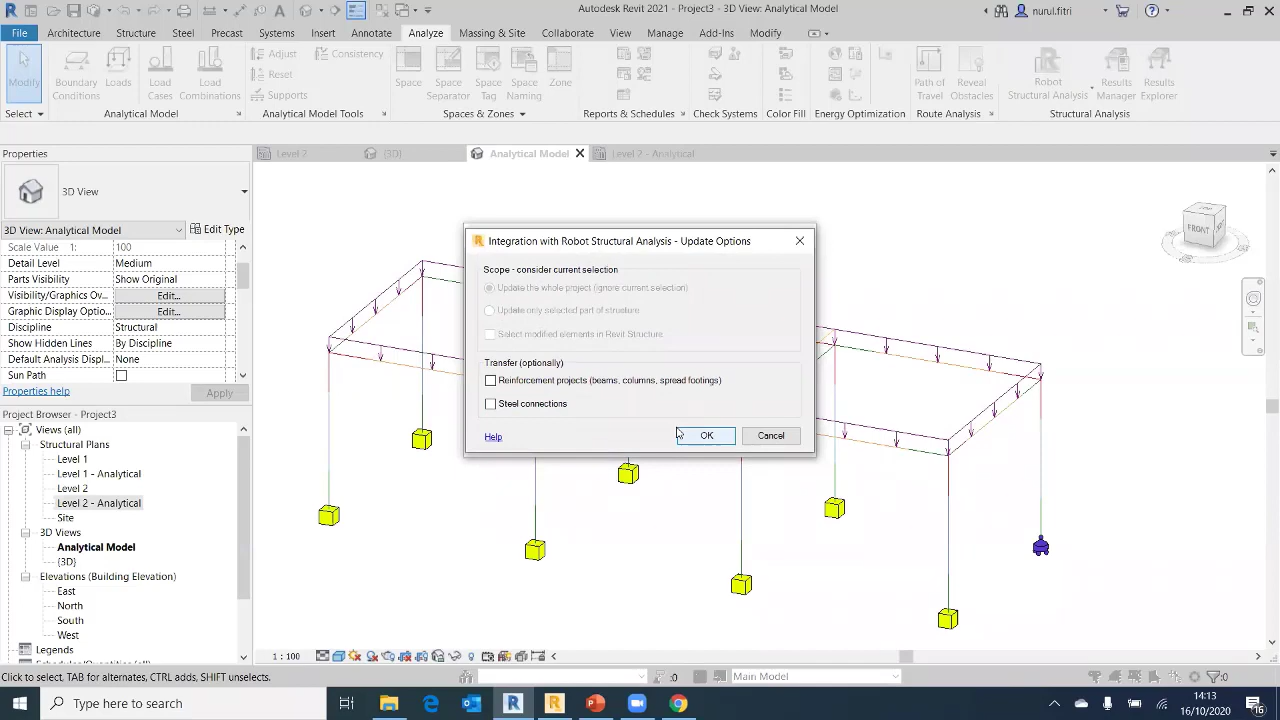 Autodesk Revit 2021 - Project3 - 3D View: Analytical Model
nurul.fitri
File Architecture Structure Steel Precast Systems Insert Annotate Analyze Massing & Site Collaborate View Manage Add-Ins Modify
Modify
Boundary Conditions
Loads
Load Cases
Load Combinations
Adjust
Reset
Supports
Consistency
Space
Space Separator
Space Tag
Space Naming
Zone
Path of Travel
Reveal Obstacles
Robot Structural Analysis
Results Manager
Results Explorer
Select Analytical Model Analytical Model Tools Spaces & Zones Reports & Schedules Check Systems Color Fill Energy Optimization Route Analysis Structural Analysis
Properties
Level 2 {3D} Analytical Model Level 2 - Analytical
3D View
3D View: Analytical Model Edit Type
Scale Value 1: 100
Detail Level Medium
Parts Visibility Show Original
Visibility/Graphics Ov... Edit...
Graphic Display Optio... Edit...
Discipline Structural
Show Hidden Lines By Discipline
Default Analysis Displ... None
Sun Path
Properties help Apply
Project Browser - Project3
Views (all)
Structural Plans
Level 1
Level 1 - Analytical
Level 2
Level 2 - Analytical
Site
3D Views
Analytical Model
{3D}
Elevations (Building Elevation)
East
North
South
West
Legends
FRONT
Integration with Robot Structural Analysis - Update Options
Scope - consider current selection
Update the whole project (ignore current selection)
Update only selected part of structure
Select modified elements in Revit Structure
Transfer (optionally)
Reinforcement projects (beams, columns, spread footings)
Steel connections
Help OK Cancel
1 : 100
Click to select, TAB for alternates, CTRL adds, SHIFT unselects.
:0 Main Model :0
Type here to search
14:13
16/10/2020